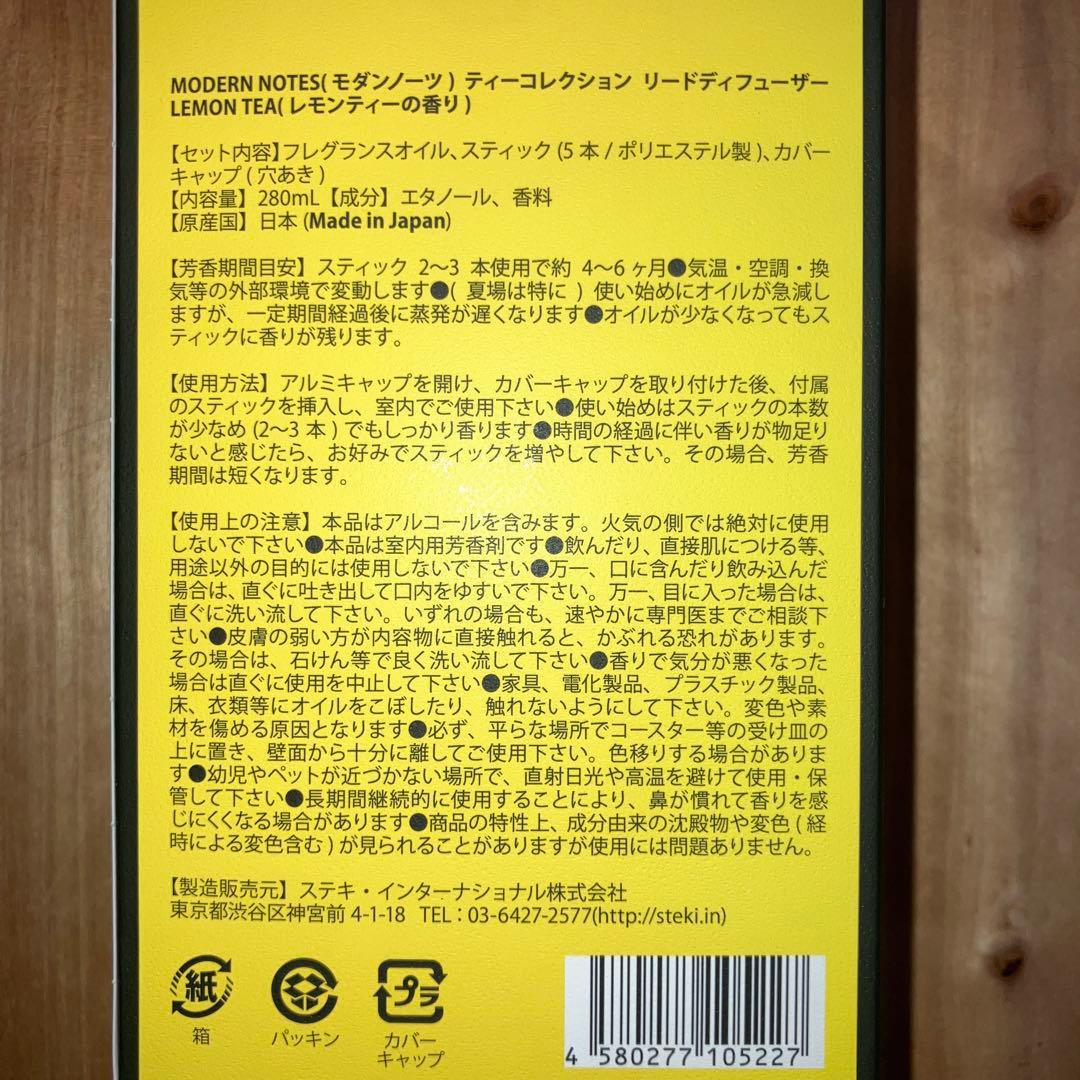 MODERN NOTES(モダンノーツ) ティーコレクション リードディフューザー
LEMON TEA(レモンティーの香り)
【セット内容】フレグランスオイル、スティック(5本/ポリエステル製)、カバー
キャップ(穴あき)
【内容量】280mL【成分】エタノール、香料
【原産国】日本(Made in Japan)
【芳香期間目安】スティック 2〜3 本使用で約 4〜6ヶ月●気温・空調・換
気等の外部環境で変動します●(夏場は特に)使い始めにオイルが急減し
ますが、一定期間経過後に蒸発が遅くなります●オイルが少なくなってもス
ティックに香りが残ります。
【使用方法】アルミキャップを開け、カバーキャップを取り付けた後、付属
のスティックを挿入し、室内でご使用下さい●使い始めはスティックの本数
が少なめ(2〜3本)でもしっかり香ります●時間の経過に伴い香りが物足り
ないと感じたら、お好みでスティックを増やして下さい。その場合、芳香
期間は短くなります。
【使用上の注意】本品はアルコールを含みます。火気の側では絶対に使用
しないで下さい●本品は室内用芳香剤です●飲んだり、直接肌につける等、
用途以外の目的には使用しないで下さい●万一、口に含んだり飲み込んだ
場合は、直ぐに吐き出して口内をゆすいで下さい。万一、目に入った場合は、
直ぐに洗い流して下さい。いずれの場合も、速やかに専門医までご相談下
さい●皮膚の弱い方が内容物に直接触れると、かぶれる恐れがあります。
その場合は、石けん等で良く洗い流して下さい●香りで気分が悪くなった
場合は直ぐに使用を中止して下さい●家具、電化製品、プラスチック製品、
床、衣類等にオイルをこぼしたり、触れないようにして下さい。変色や素
材を傷める原因となります●必ず、平らな場所でコースター等の受け皿の
上に置き、壁面から十分に離してご使用下さい。色移りする場合がありま
す●幼児やペットが近づかない場所で、直射日光や高温を避けて使用・保
管して下さい●長期間継続的に使用することにより、鼻が慣れて香りを感
じにくくなる場合があります●商品の特性上、成分由来の沈殿物や変色(経
時による変色含む)が見られることがありますが使用には問題ありません。
【製造販売元】ステキ・インターナショナル株式会社
東京都渋谷区神宮前4-1-18 TEL:03-6427-2577(http://steki.in)
紙 プラ
箱 パッキン カバー
キャップ
4 580277 105227